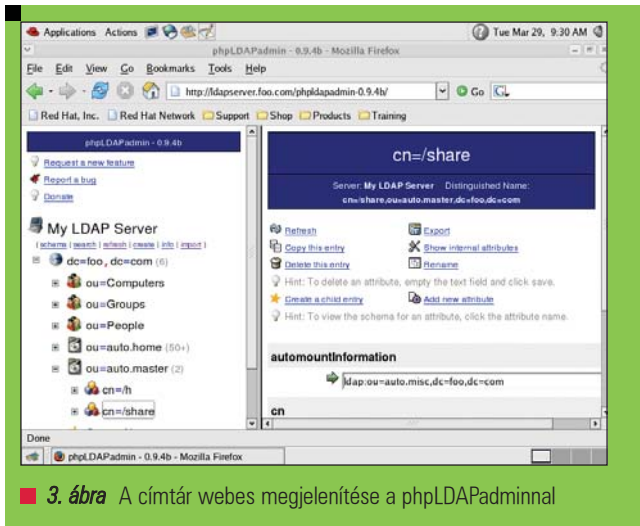 Applications Actions Tue Mar 29, 9:30 AM
phpLDAPadmin - 0.9.4b - Mozilla Firefox
File Edit View Go Bookmarks Tools Help
http://ldapserver.foo.com/phpldapadmin-0.9.4b/ Go
Red Hat, Inc. Red Hat Network Support Shop Products Training
phpLDAPadmin - 0.9.4b
Request a new feature
Report a bug
Donate
My LDAP Server
( schema | search | refresh | create | info | import )
dc=foo, dc=com (6)
ou=Computers
ou=Groups
ou=People
ou=auto.home (50+)
ou=auto.master (2)
cn=/h
cn=/share
cn=/share
Server: My LDAP Server Distinguished Name:
cn=/share,ou=auto.master,dc=foo,dc=com
Refresh Export
Copy this entry Show internal attributes
Delete this entry Rename
Hint: To delete an attribute, empty the text field and click save.
Create a child entry Add new attribute
Hint: To view the schema for an attribute, click the attribute name.
automountInformation
ldap:ou=auto.misc,dc=foo,dc=com
cn
Done
phpLDAPadmin - 0.9.4b - Mozilla Firefox
3. ábra A címtár webes megjelenítése a phpLDAPadminnal